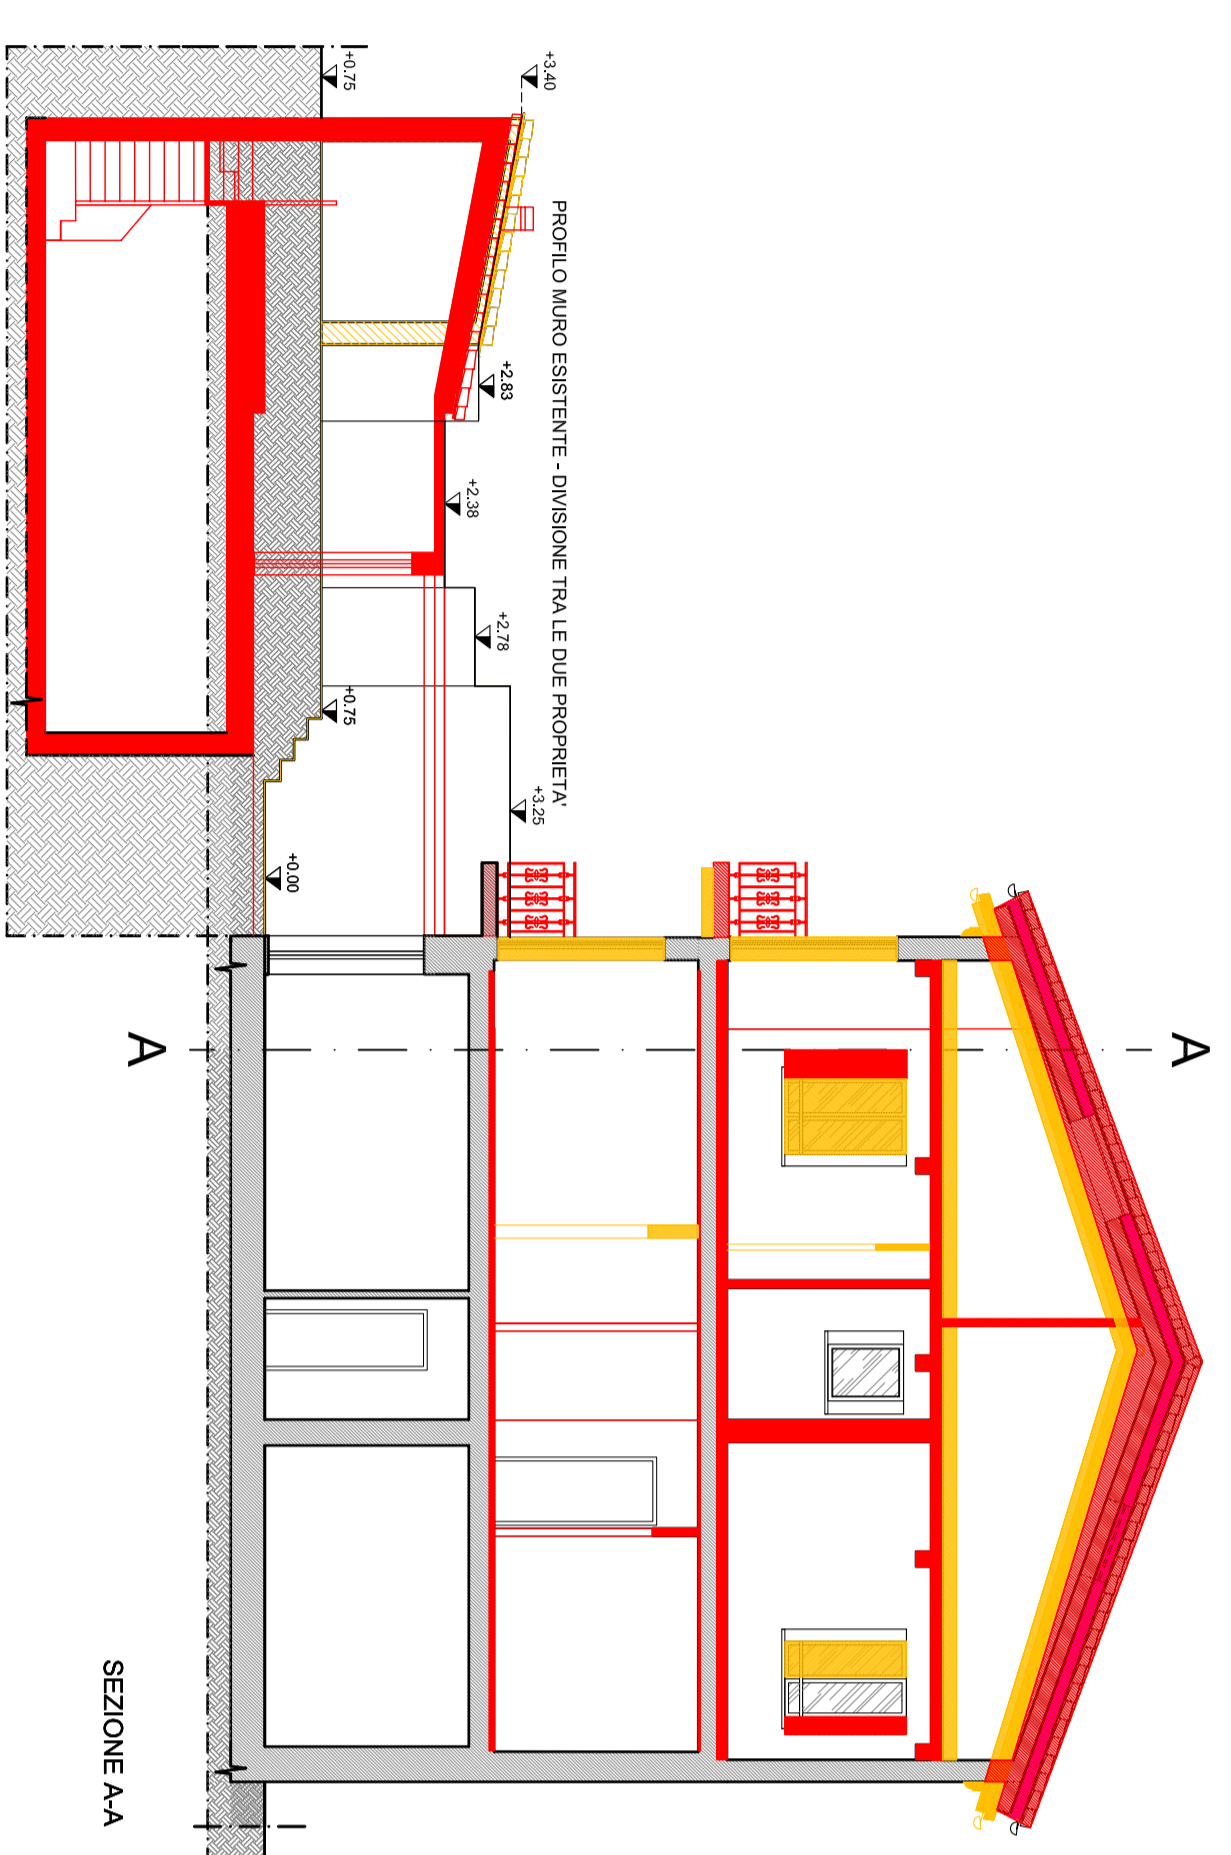 +3.40
+0.75
PROFILO MURO ESISTENTE - DIVISIONE TRA LE DUE PROPRIETA'
+2.83
+2.38
+2.78
+0.75
+3.25
+0.00
A
A
SEZIONE A-A